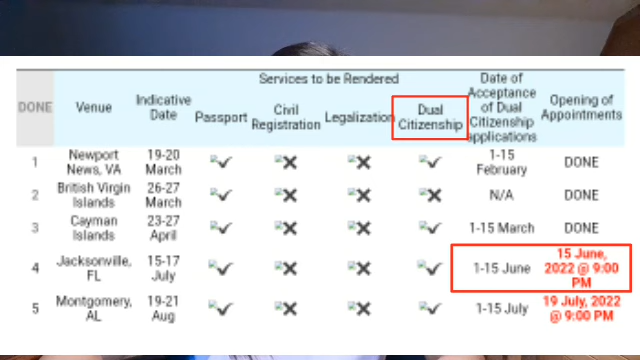 Services to be Rendered
DONE Venue Indicative Date Passport Civil Registration Legalization Dual Citizenship Date of Acceptance of Dual Citizenship applications Opening of Appointments
1 Newport News, VA 19-20 March ✓ ✕ ✕ ✓ 1-15 February DONE
2 British Virgin Islands 26-27 March ✓ ✕ ✕ ✕ N/A DONE
3 Cayman Islands 23-27 April ✓ ✕ ✕ ✓ 1-15 March DONE
4 Jacksonville, FL 15-17 July ✓ ✕ ✕ ✓ 1-15 June 15 June, 2022 @ 9:00 PM
5 Montgomery, AL 19-21 Aug ✓ ✕ ✕ ✓ 1-15 July 19 July, 2022 @ 9:00 PM